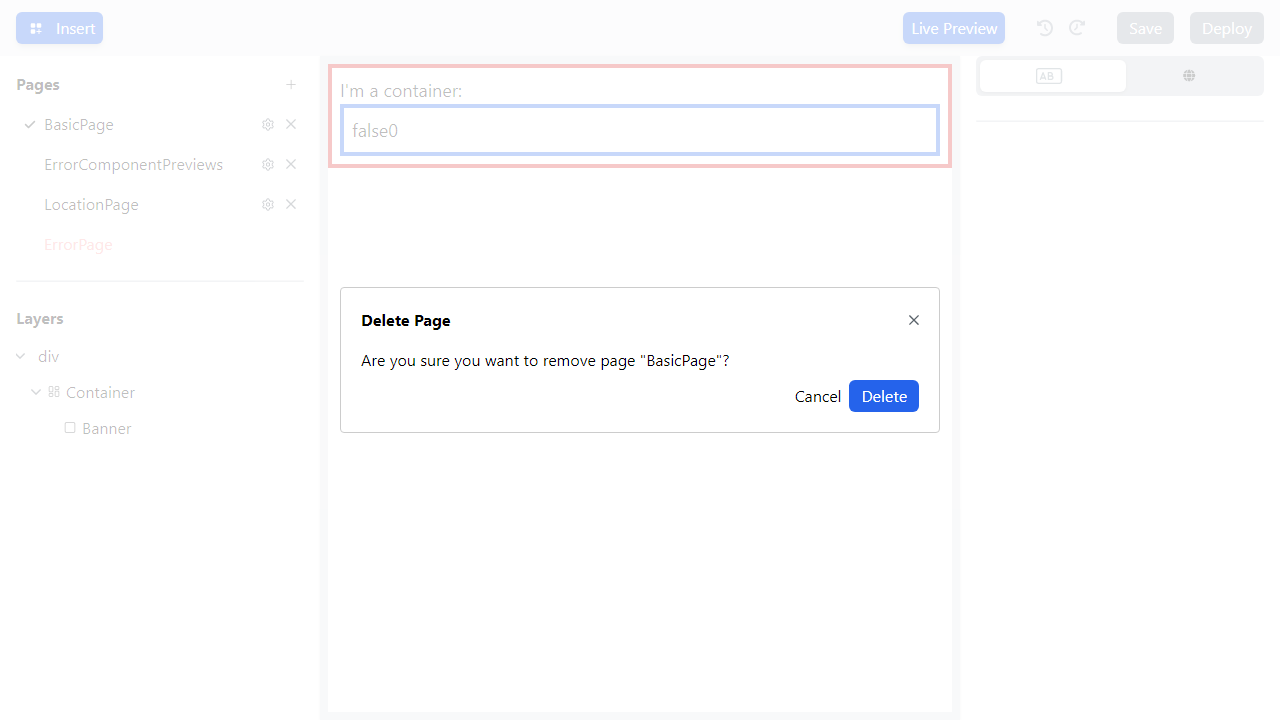 Insert
Live Preview
Save
Deploy
Pages
BasicPage
ErrorComponentPreviews
LocationPage
ErrorPage
Layers
div
Container
Banner
I'm a container:
false0
Delete Page
Are you sure you want to remove page "BasicPage"?
Cancel
Delete
AB